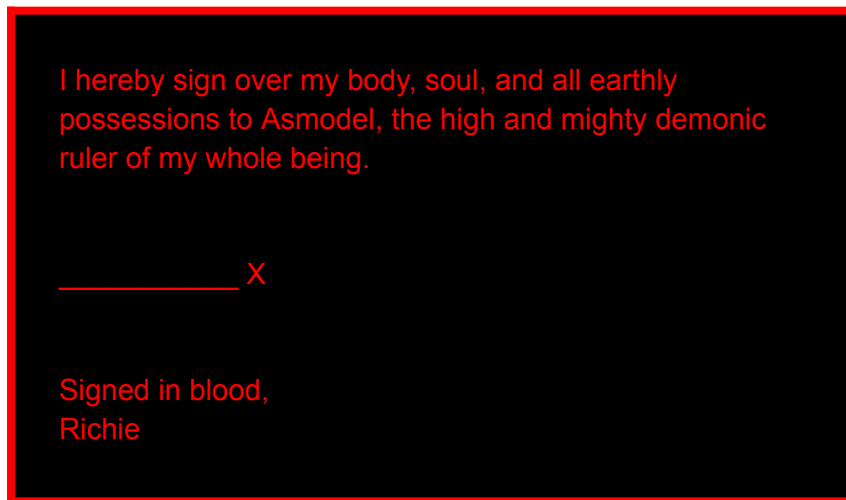 I hereby sign over my body, soul, and all earthly
possessions to Asmodel, the high and mighty demonic
ruler of my whole being.
___________ X
Signed in blood,
Richie